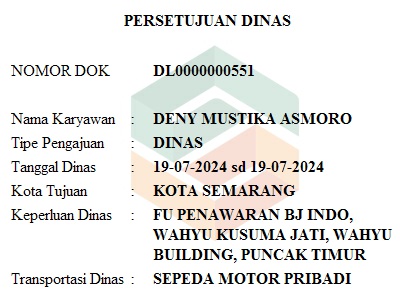 PERSETUJUAN DINAS
NOMOR DOK DL0000000551
Nama Karyawan : DENY MUSTIKA ASMORO
Tipe Pengajuan : DINAS
Tanggal Dinas : 19-07-2024 sd 19-07-2024
Kota Tujuan : KOTA SEMARANG
Keperluan Dinas : FU PENAWARAN BJ INDO,
WAHYU KUSUMA JATI, WAHYU
BUILDING, PUNCAK TIMUR
Transportasi Dinas : SEPEDA MOTOR PRIBADI